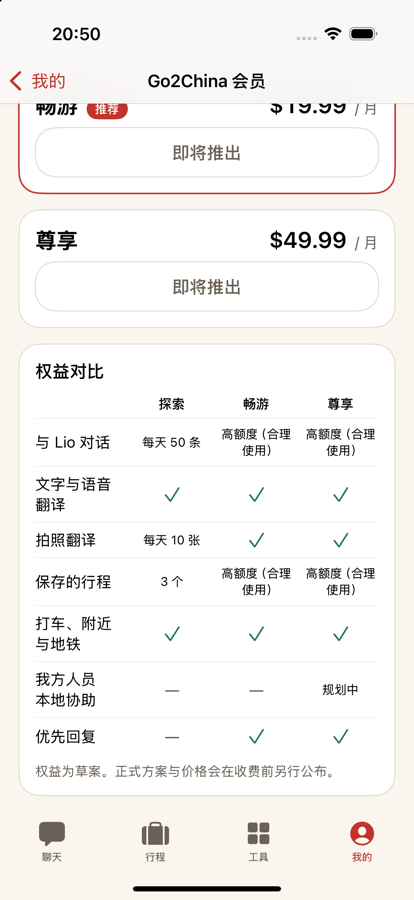 20:50
我的
Go2China 会员
畅游 推荐 $19.99 / 月
即将推出
尊享 $49.99 / 月
即将推出
权益对比
探索 畅游 尊享
与 Lio 对话 每天 50 条 高额度 (合理使用) 高额度 (合理使用)
文字与语音
翻译
拍照翻译 每天 10 张
保存的行程 3 个 高额度 (合理使用) 高额度 (合理使用)
打车、附近
与地铁
我方人员
本地协助 — — 规划中
优先回复 —
权益为草案。正式方案与价格会在收费前另行公布。
聊天 行程 工具 我的